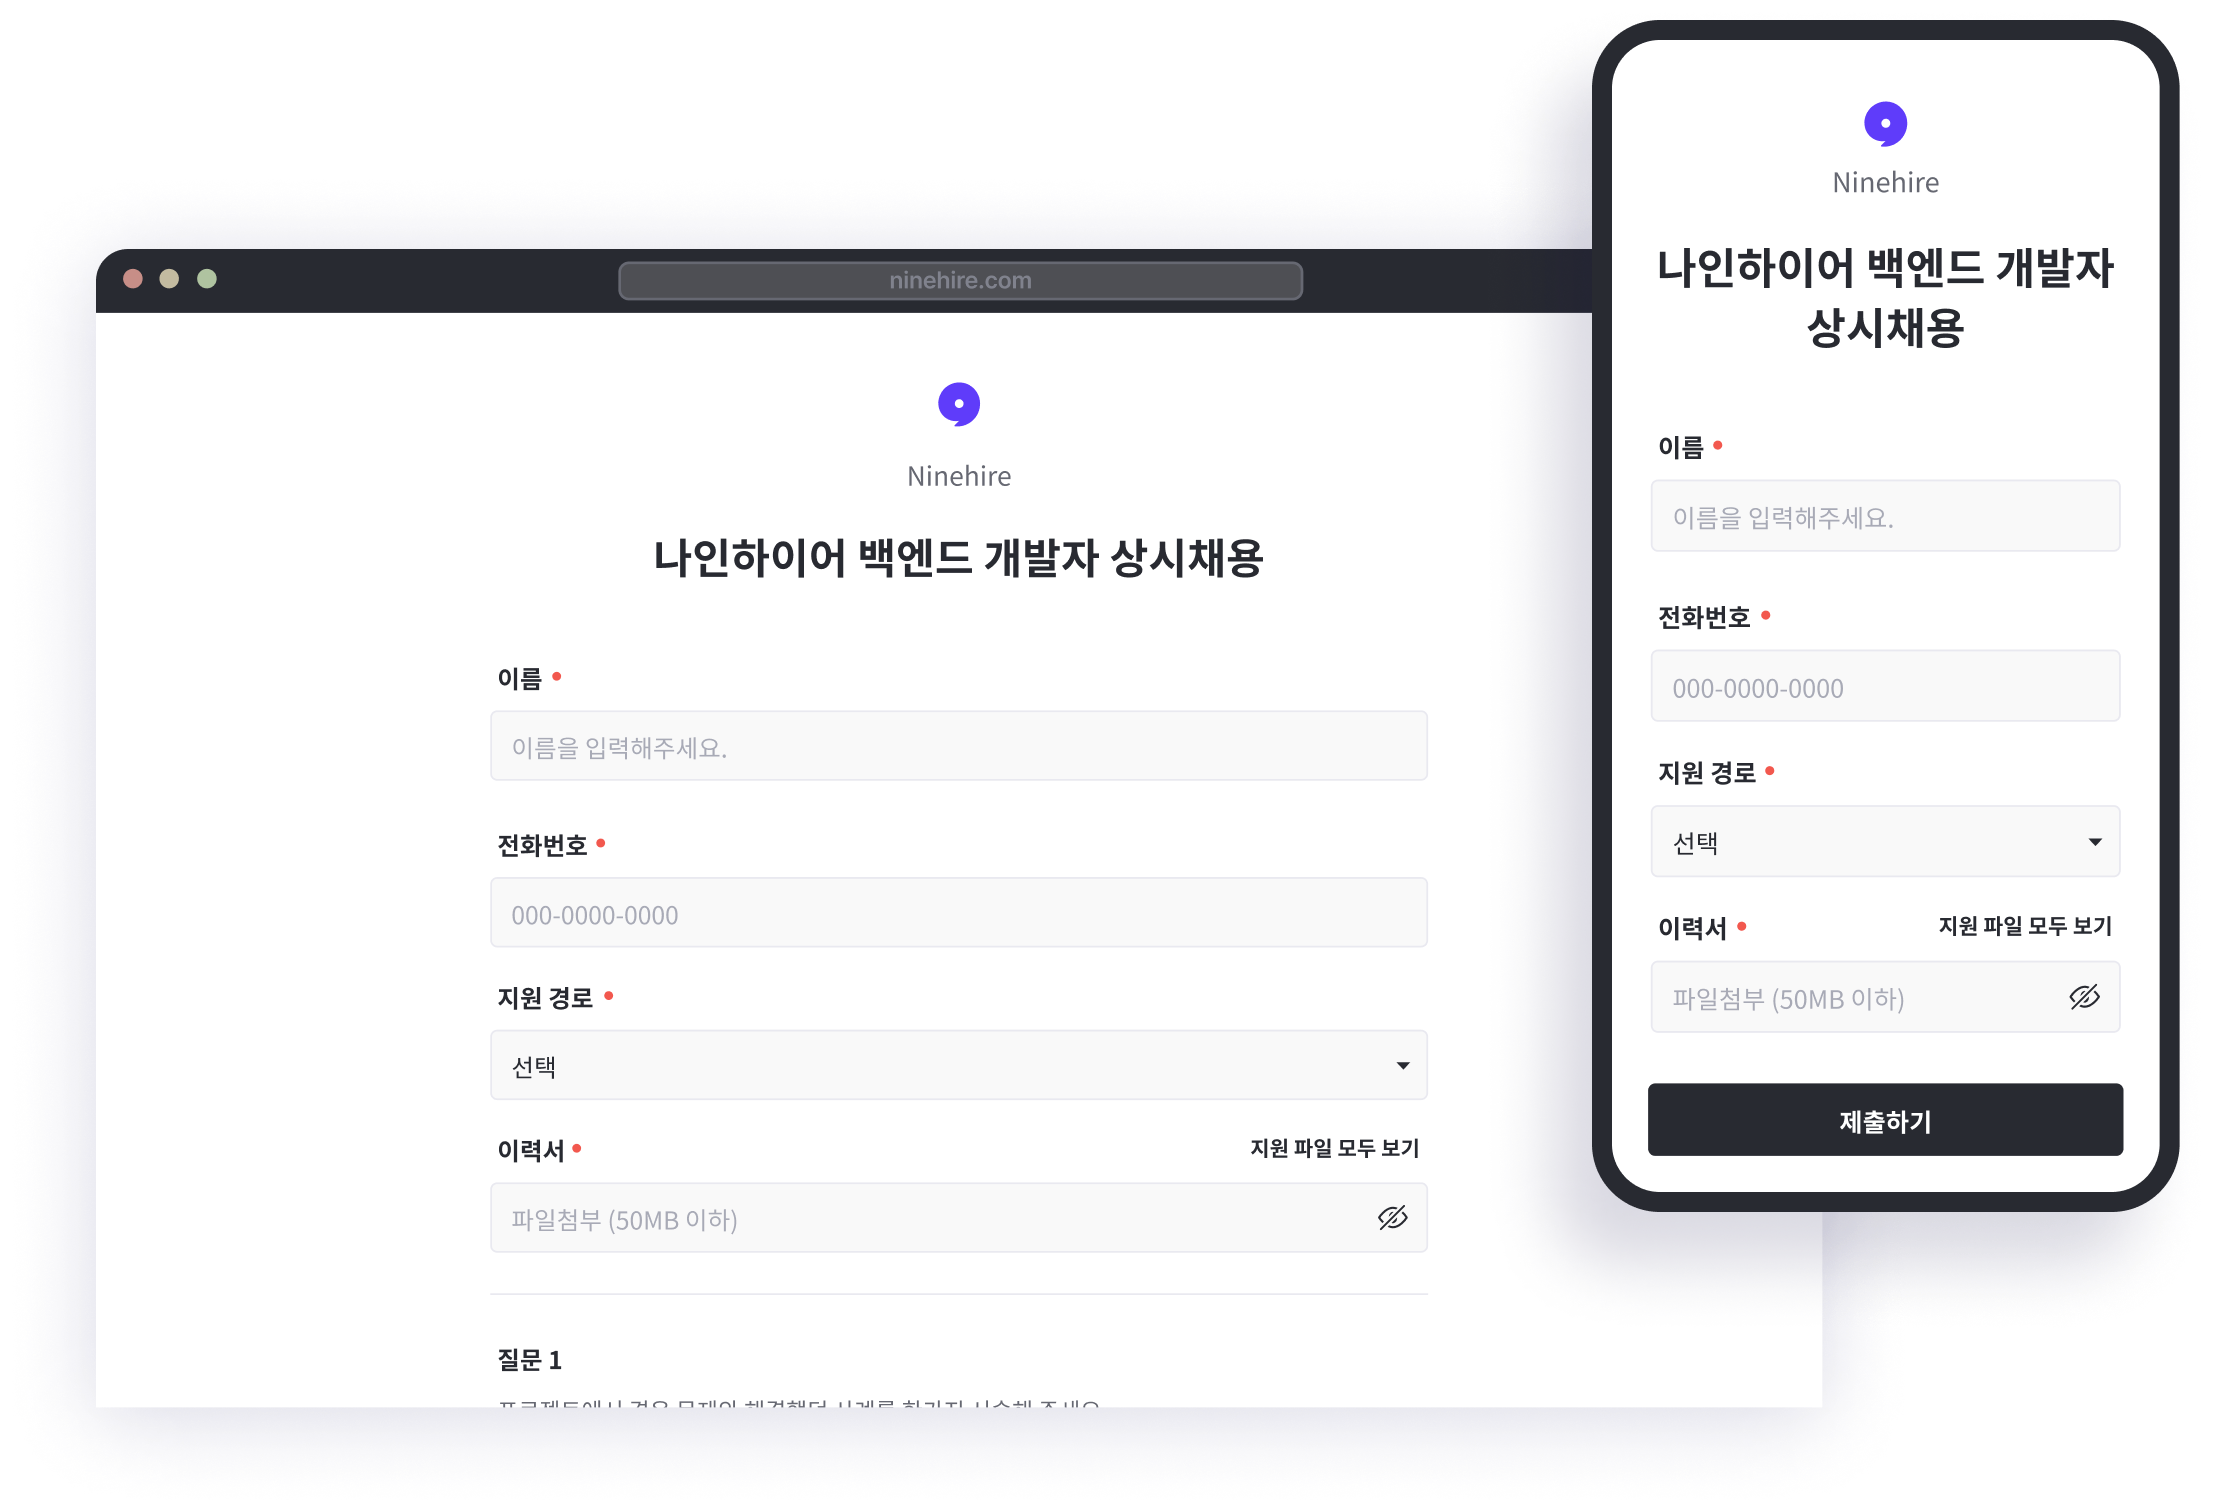 ninehire.com
Ninehire
나인하이어 백엔드 개발자 상시채용
이름
이름을 입력해주세요.
전화번호
000-0000-0000
지원 경로
선택
이력서
지원 파일 모두 보기
파일첨부 (50MB 이하)
질문 1
Ninehire
나인하이어 백엔드 개발자
상시채용
이름
이름을 입력해주세요.
전화번호
000-0000-0000
지원 경로
선택
이력서
지원 파일 모두 보기
파일첨부 (50MB 이하)
제출하기